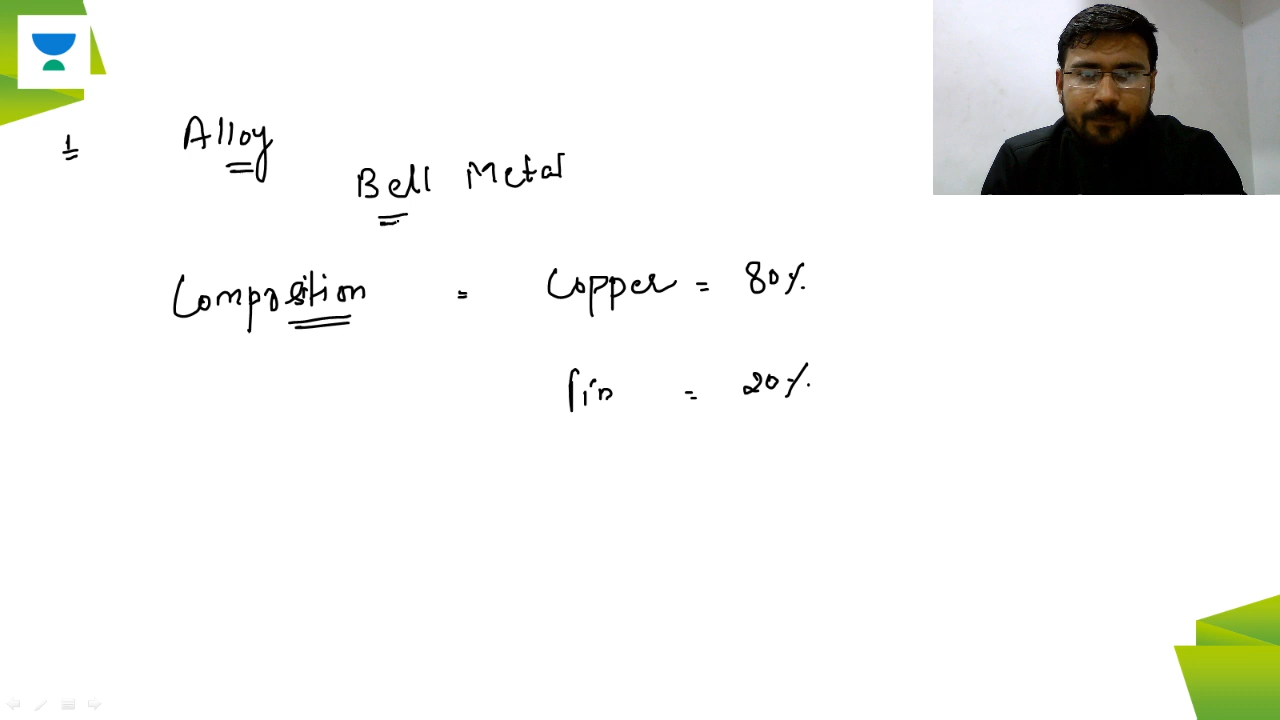 1 Alloy
Bell Metal
Composition = Copper = 80%
Tin = 20%